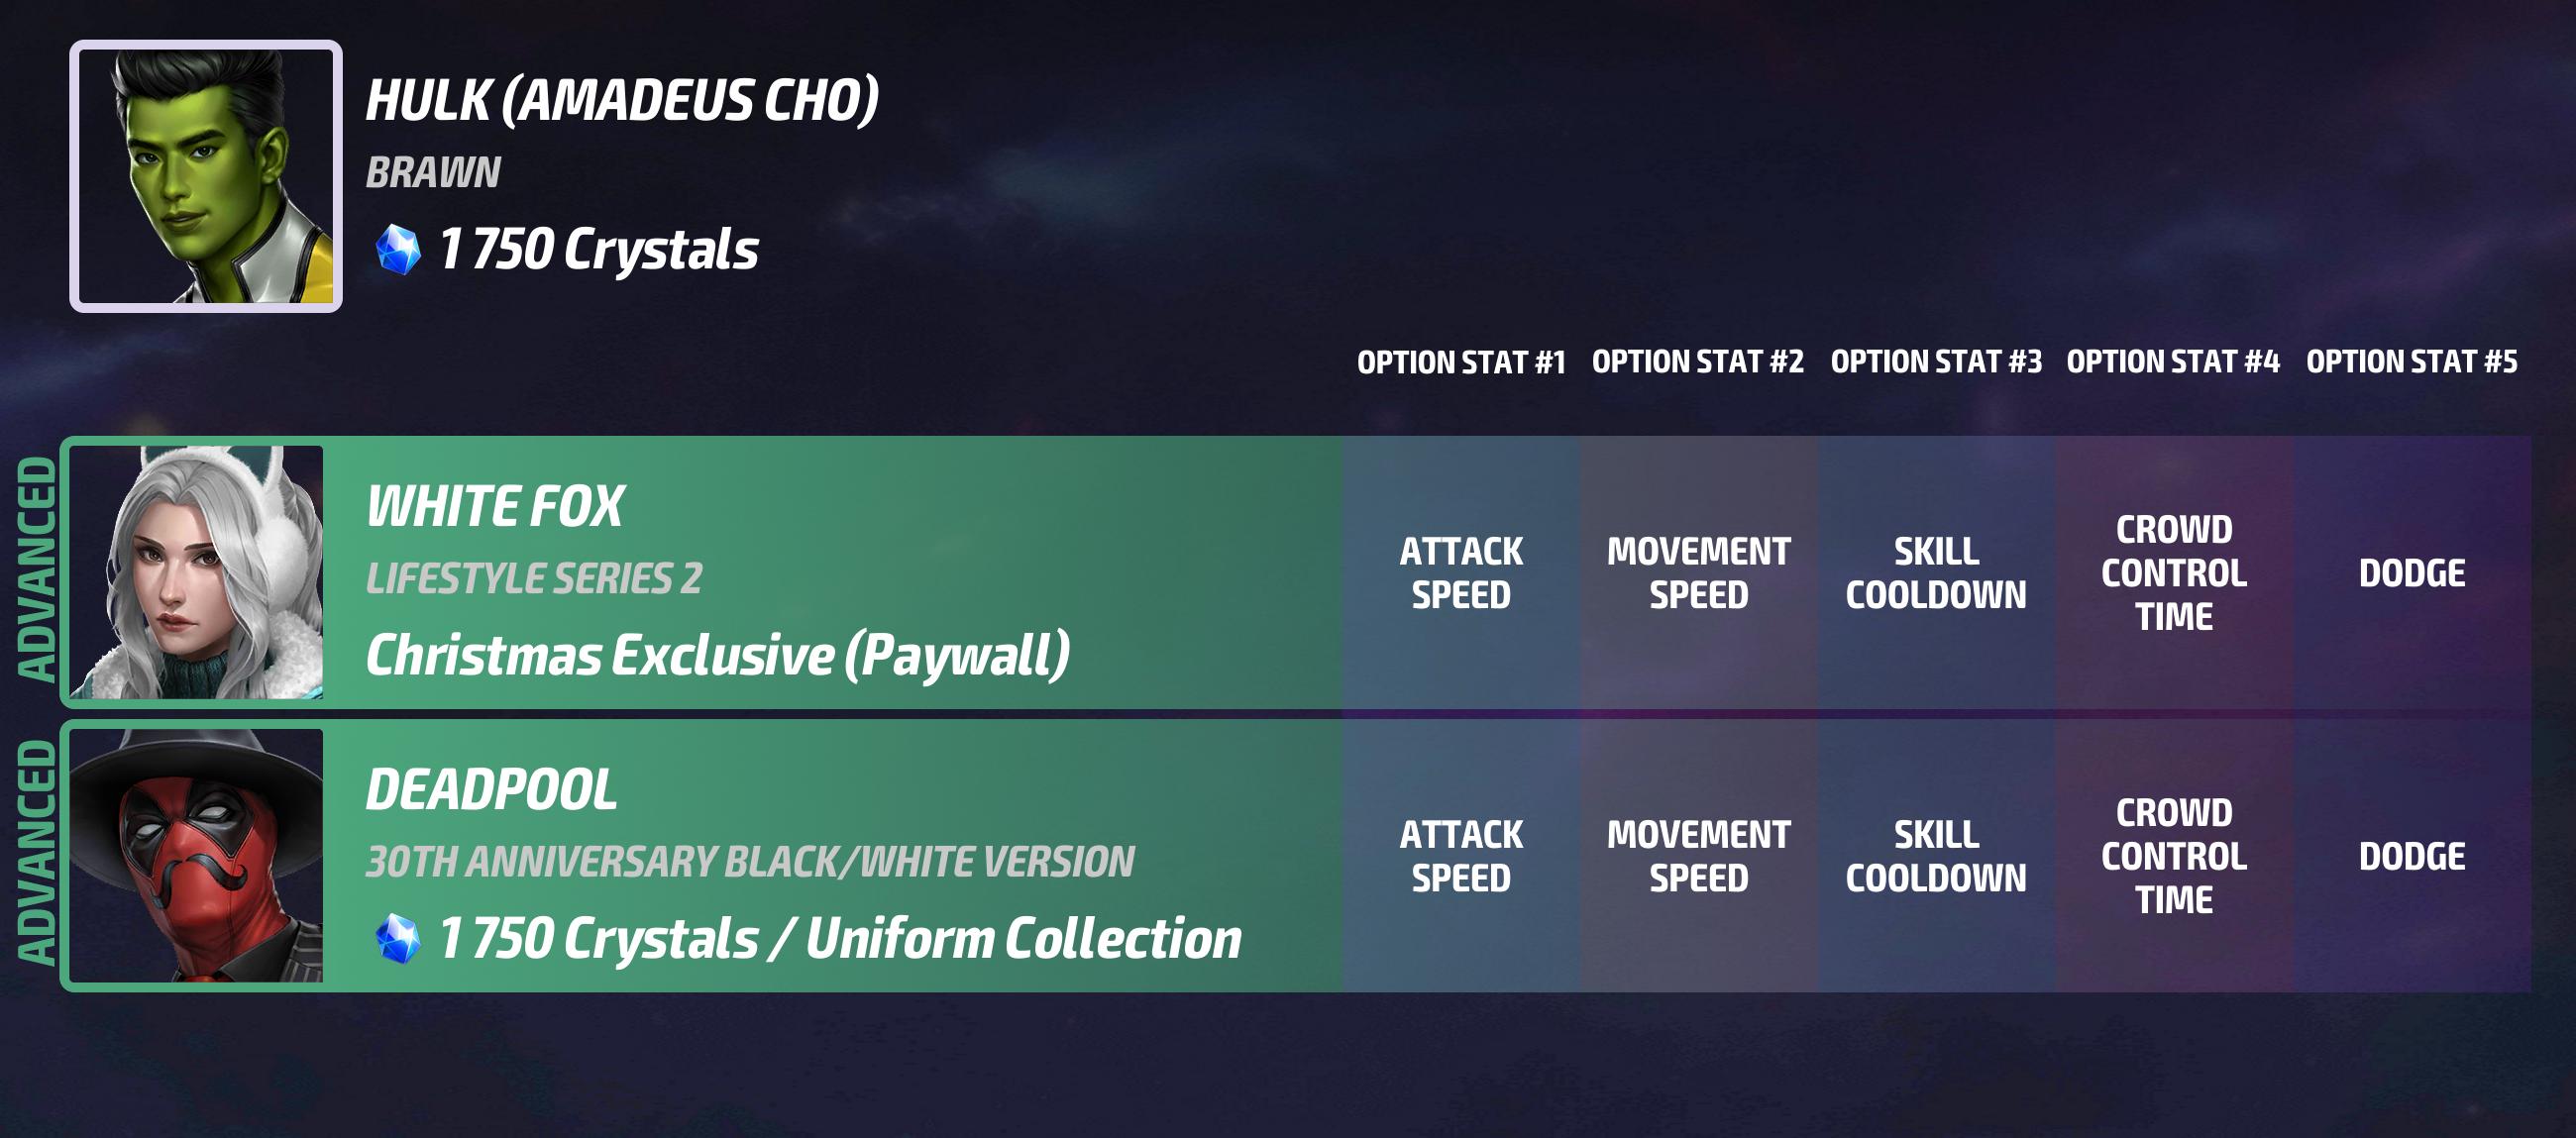 HULK (AMADEUS CHO)
BRAWN
1 750 Crystals
OPTION STAT #1 OPTION STAT #2 OPTION STAT #3 OPTION STAT #4 OPTION STAT #5
ADVANCED
WHITE FOX
LIFESTYLE SERIES 2
Christmas Exclusive (Paywall)
ATTACK
SPEED
MOVEMENT
SPEED
SKILL
COOLDOWN
CROWD
CONTROL
TIME
DODGE
ADVANCED
DEADPOOL
30TH ANNIVERSARY BLACK/WHITE VERSION
1 750 Crystals / Uniform Collection
ATTACK
SPEED
MOVEMENT
SPEED
SKILL
COOLDOWN
CROWD
CONTROL
TIME
DODGE